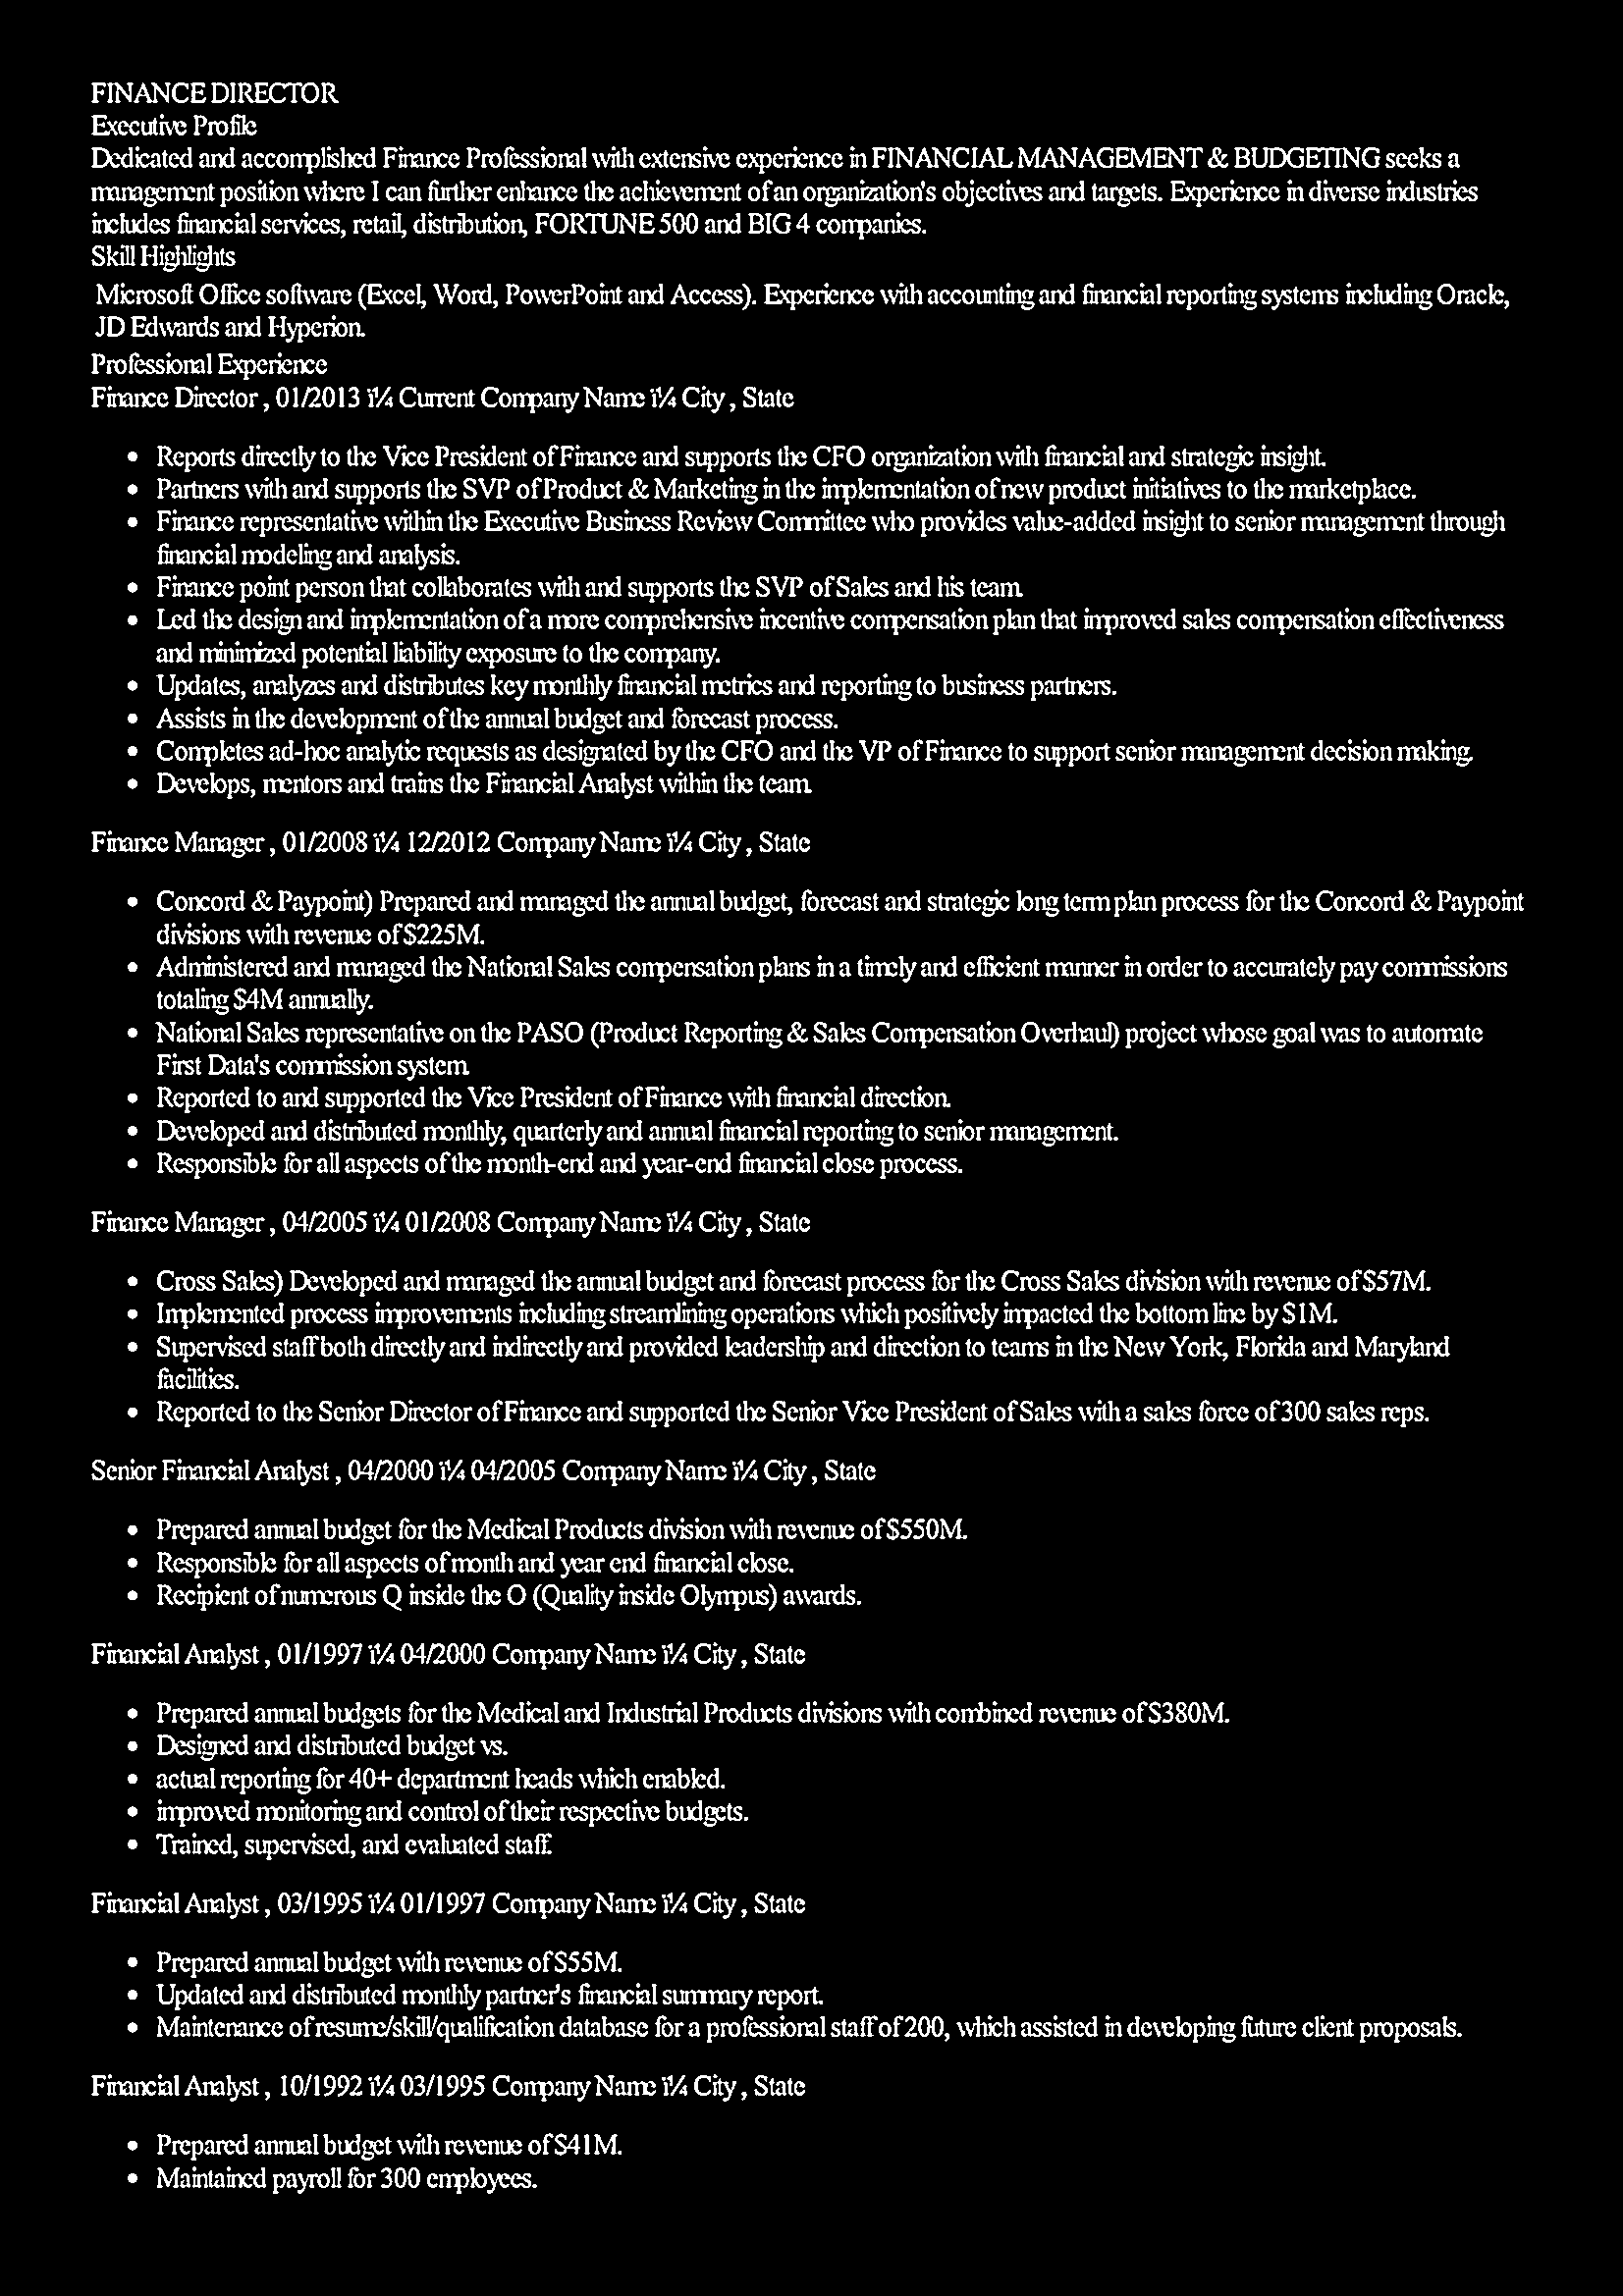 FINANCE DIRECTOR
Executive Profile
Dedicated and accomplished Finance Professional with extensive experience in FINANCIAL MANAGEMENT & BUDGETING seeks a
management position where I can further enhance the achievement of an organization's objectives and targets. Experience in diverse industries
includes financial services, retail, distribution, FORTUNE 500 and BIG 4 companies.
Skill Highlights
Microsoft Office software (Excel, Word, PowerPoint and Access). Experience with accounting and financial reporting systems including Oracle,
JD Edwards and Hyperion.
Professional Experience
Finance Director , 01/2013 ï¼ Current Company Name ï¼ City , State
• Reports directly to the Vice President of Finance and supports the CFO organization with financial and strategic insight.
• Partners with and supports the SVP of Product & Marketing in the implementation of new product initiatives to the marketplace.
• Finance representative within the Executive Business Review Committee who provides value-added insight to senior management through
financial modeling and analysis.
• Finance point person that collaborates with and supports the SVP of Sales and his team.
• Led the design and implementation of a more comprehensive incentive compensation plan that improved sales compensation effectiveness
and minimized potential liability exposure to the company.
• Updates, analyzes and distributes key monthly financial metrics and reporting to business partners.
• Assists in the development of the annual budget and forecast process.
• Completes ad-hoc analytic requests as designated by the CFO and the VP of Finance to support senior management decision making.
• Develops, mentors and trains the Financial Analyst within the team.
Finance Manager , 01/2008 ï¼ 12/2012 Company Name ï¼ City , State
• Concord & Paypoint) Prepared and managed the annual budget, forecast and strategic long term plan process for the Concord & Paypoint
divisions with revenue of $225M.
• Administered and managed the National Sales compensation plans in a timely and efficient manner in order to accurately pay commissions
totaling $4M annually.
• National Sales representative on the PASO (Product Reporting & Sales Compensation Overhaul) project whose goal was to automate
First Data's commission system.
• Reported to and supported the Vice President of Finance with financial direction.
• Developed and distributed monthly, quarterly and annual financial reporting to senior management.
• Responsible for all aspects of the month-end and year-end financial close process.
Finance Manager , 04/2005 ï¼ 01/2008 Company Name ï¼ City , State
• Cross Sales) Developed and managed the annual budget and forecast process for the Cross Sales division with revenue of $57M.
• Implemented process improvements including streamlining operations which positively impacted the bottom line by $1M.
• Supervised staff both directly and indirectly and provided leadership and direction to teams in the New York, Florida and Maryland
facilities.
• Reported to the Senior Director of Finance and supported the Senior Vice President of Sales with a sales force of 300 sales reps.
Senior Financial Analyst , 04/2000 ï¼ 04/2005 Company Name ï¼ City , State
• Prepared annual budget for the Medical Products division with revenue of $550M.
• Responsible for all aspects of month and year end financial close.
• Recipient of numerous Q inside the O (Quality inside Olympus) awards.
Financial Analyst , 01/1997 ï¼ 04/2000 Company Name ï¼ City , State
• Prepared annual budgets for the Medical and Industrial Products divisions with combined revenue of $380M.
• Designed and distributed budget vs.
• actual reporting for 40+ department heads which enabled.
• improved monitoring and control of their respective budgets.
• Trained, supervised, and evaluated staff.
Financial Analyst , 03/1995 ï¼ 01/1997 Company Name ï¼ City , State
• Prepared annual budget with revenue of $55M.
• Updated and distributed monthly partner's financial summary report.
• Maintenance of resume/skill/qualification database for a professional staff of 200, which assisted in developing future client proposals.
Financial Analyst , 10/1992 ï¼ 03/1995 Company Name ï¼ City , State
• Prepared annual budget with revenue of $41M.
• Maintained payroll for 300 employees.